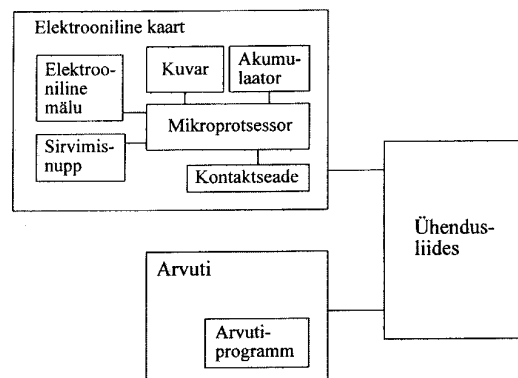 Elektrooniline kaart
Elektroo-
niline
mälu
Kuvar
Akumu-
laator
Mikroprotsessor
Sirvimis-
nupp
Kontaktseade
Ühendus-
liides
Arvuti
Arvuti-
programm